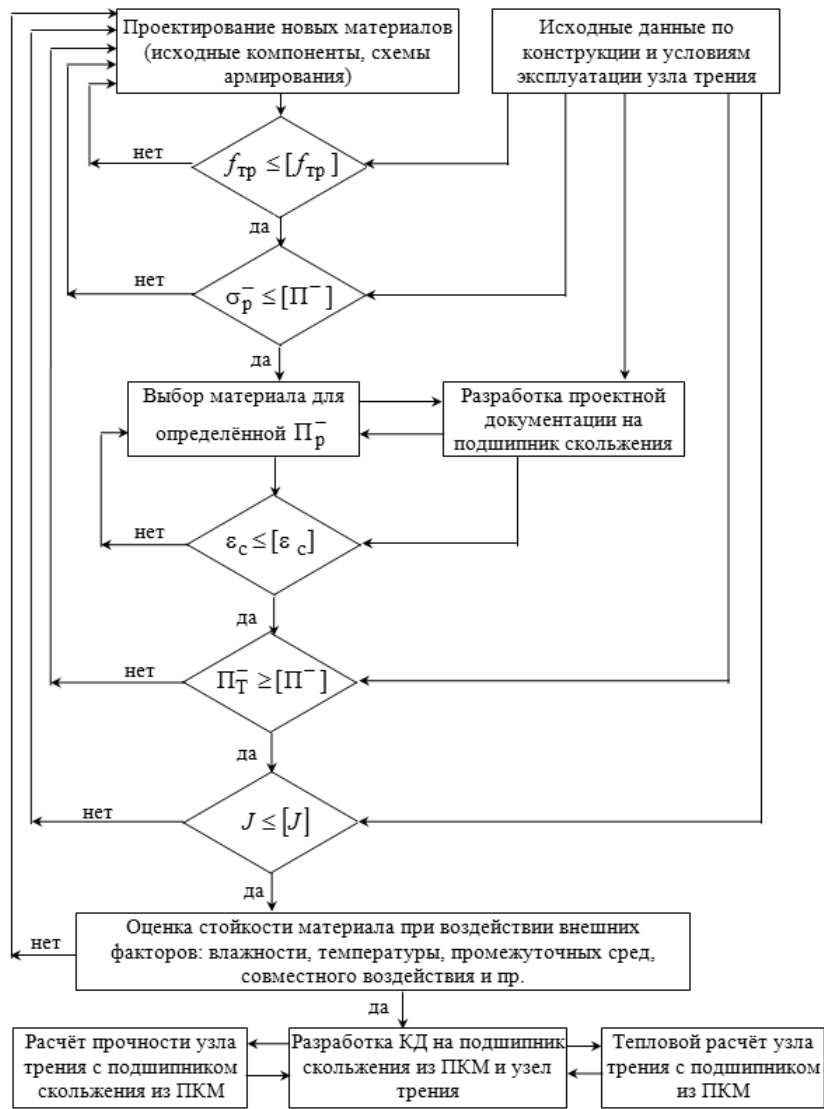 Проектирование новых материалов
(исходные компоненты, схемы
армирования)
Исходные данные по
конструкции и условиям
эксплуатации узла трения
нет
f_тр ≤ [f_тр]
да
нет
σ_р^− ≤ [П^−]
да
Выбор материала для
определённой П_р^−
Разработка проектной
документации на
подшипник скольжения
нет
ε_с ≤ [ε_с]
да
нет
П_Т^− ≥ [П^−]
да
нет
J ≤ [J]
да
Оценка стойкости материала при воздействии внешних
факторов: влажности, температуры, промежуточных сред,
совместного воздействия и пр.
нет
да
Расчёт прочности узла
трения с подшипником
скольжения из ПКМ
Разработка КД на подшипник
скольжения из ПКМ и узел
трения
Тепловой расчёт узла
трения с подшипником
из ПКМ